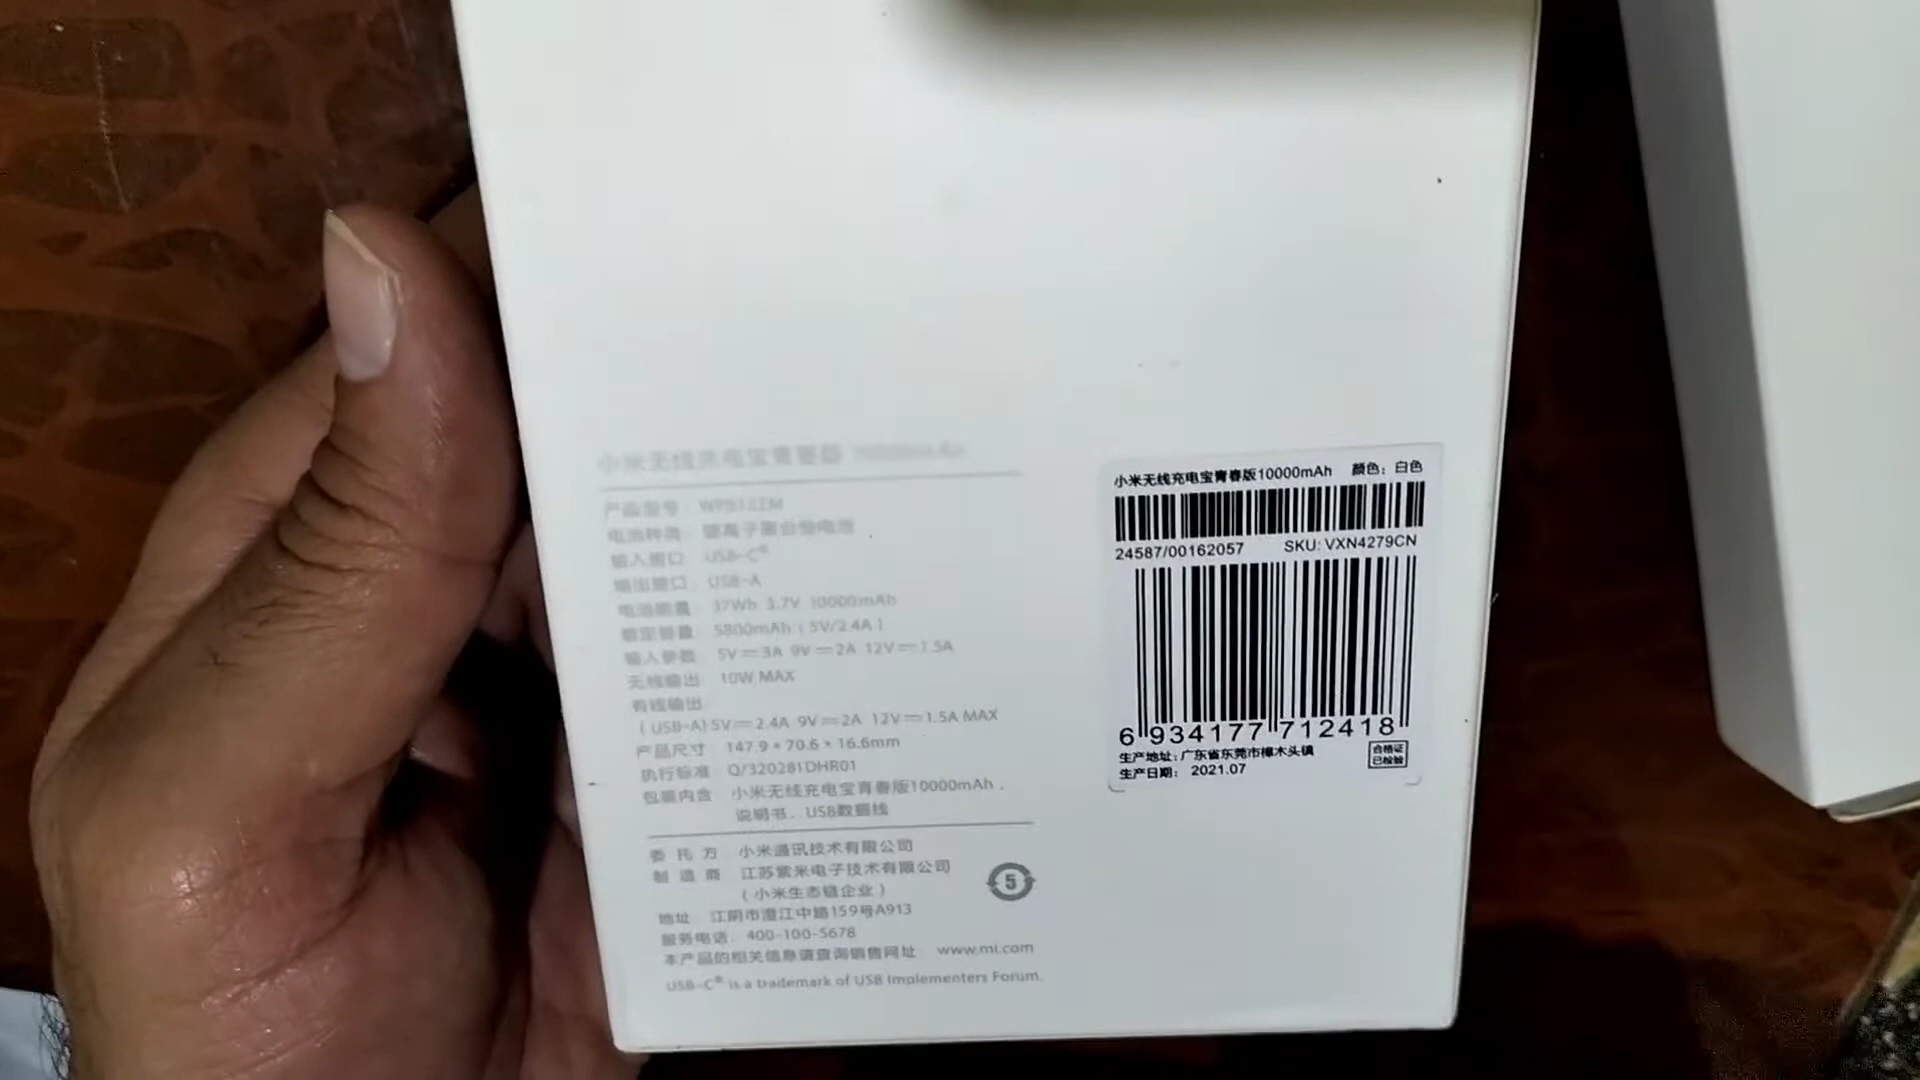 小米无线充电宝青春版 10000mAh
产品型号：
电池种类：锂离子聚合物电池
输入接口：USB-C®
输出接口：USB-A
电池能量：37Wh 3.7V 10000mAh
额定容量：5800mAh（5V/2.4A）
输入参数：5V⎓3A 9V⎓2A 12V⎓1.5A
无线输出：10W MAX
有线输出：
（USB-A) 5V⎓2.4A 9V⎓2A 12V⎓1.5A MAX
产品尺寸：147.9×70.6×16.6mm
执行标准：Q/320281DHR01
包装内含：小米无线充电宝青春版10000mAh、
说明书、USB数据线
委 托 方：小米通讯技术有限公司
制 造 商：江苏紫米电子技术有限公司
（小米生态链企业）
地址：江阴市澄江中路159号A913
服务电话：400-100-5678
本产品的相关信息请查询销售网址：www.mi.com
USB-C® is a trademark of USB Implementers Forum.
5
小米无线充电宝青春版10000mAh 颜色：白色
24587/00162057 SKU: VXN4279CN
6 934177 712418
生产地址：广东省东莞市樟木头镇
生产日期： 2021.07
合格证
已检验